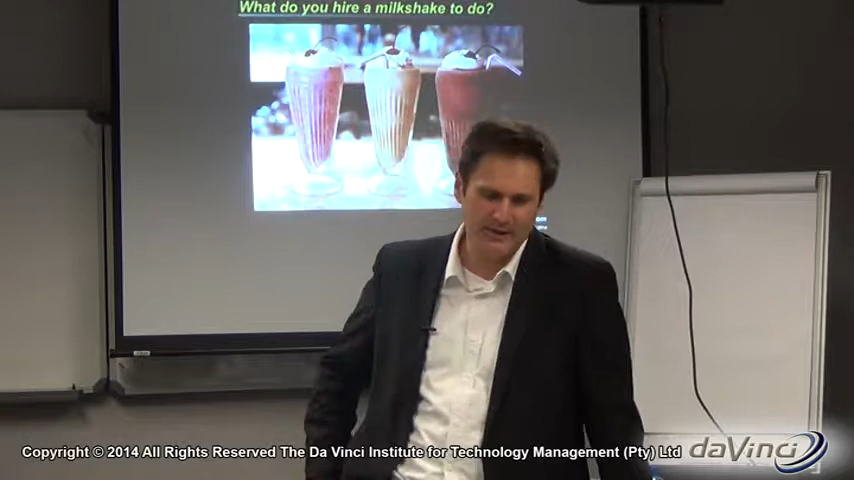 What do you hire a milkshake to do?
Copyright © 2014 All Rights Reserved The Da Vinci Institute for Technology Management (Pty) Ltd
daVinci